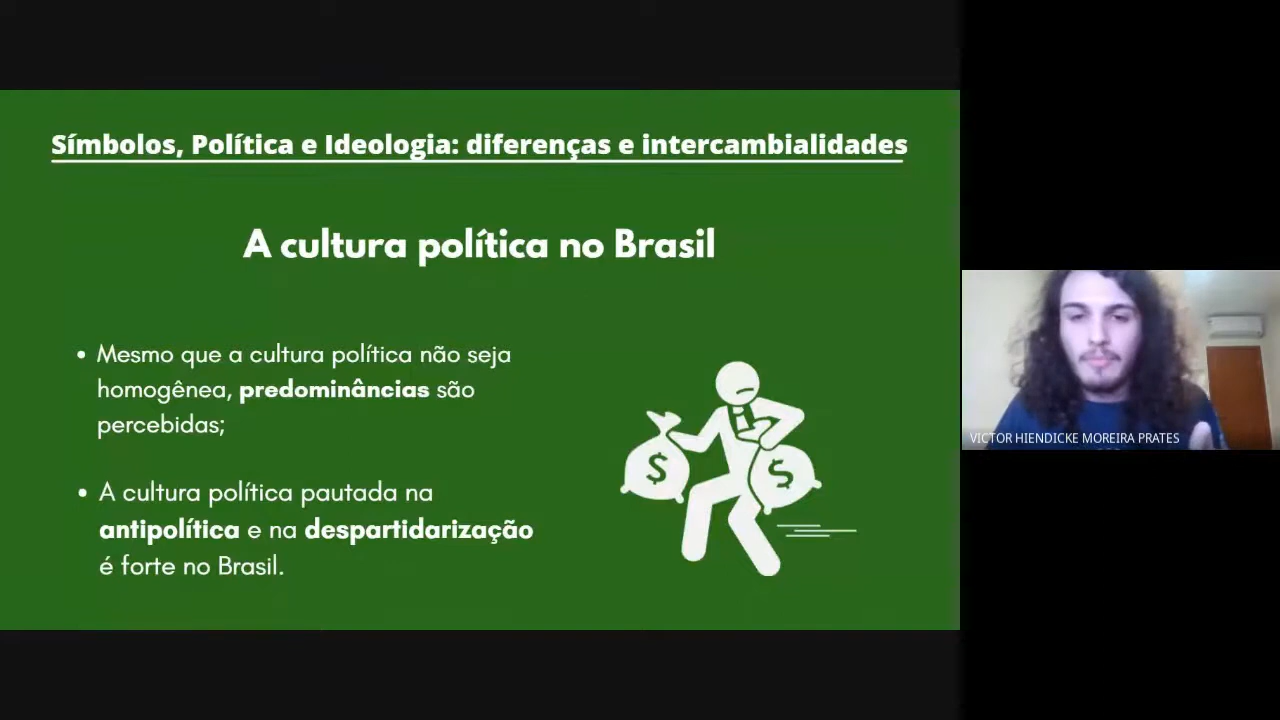 Símbolos, Política e Ideologia: diferenças e intercambialidades
A cultura política no Brasil
• Mesmo que a cultura política não seja
homogênea, predominâncias são
percebidas;
• A cultura política pautada na
antipolítica e na despartidarização
é forte no Brasil.
$ $
VICTOR HIENDICKE MOREIRA PRATES